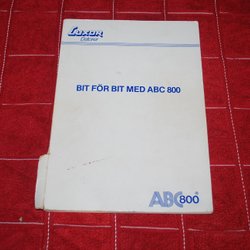 Luxor
Datorer
BIT FÖR BIT MED ABC 800
ABC 800